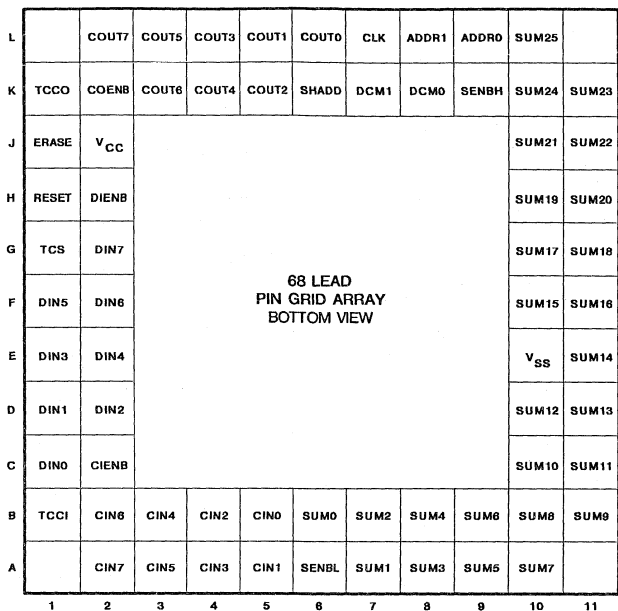 L COUT7 COUT5 COUT3 COUT1 COUT0 CLK ADDR1 ADDR0 SUM25
K TCCO COENB COUT6 COUT4 COUT2 SHADD DCM1 DCM0 SENBH SUM24 SUM23
J ERASE VCC SUM21 SUM22
H RESET DIENB SUM19 SUM20
G TCS DIN7 SUM17 SUM18
68 LEAD
F DIN5 DIN6 PIN GRID ARRAY SUM15 SUM16
BOTTOM VIEW
E DIN3 DIN4 VSS SUM14
D DIN1 DIN2 SUM12 SUM13
C DIN0 CIENB SUM10 SUM11
B TCCI CIN6 CIN4 CIN2 CIN0 SUM0 SUM2 SUM4 SUM6 SUM8 SUM9
A CIN7 CIN5 CIN3 CIN1 SENBL SUM1 SUM3 SUM5 SUM7
1 2 3 4 5 6 7 8 9 10 11